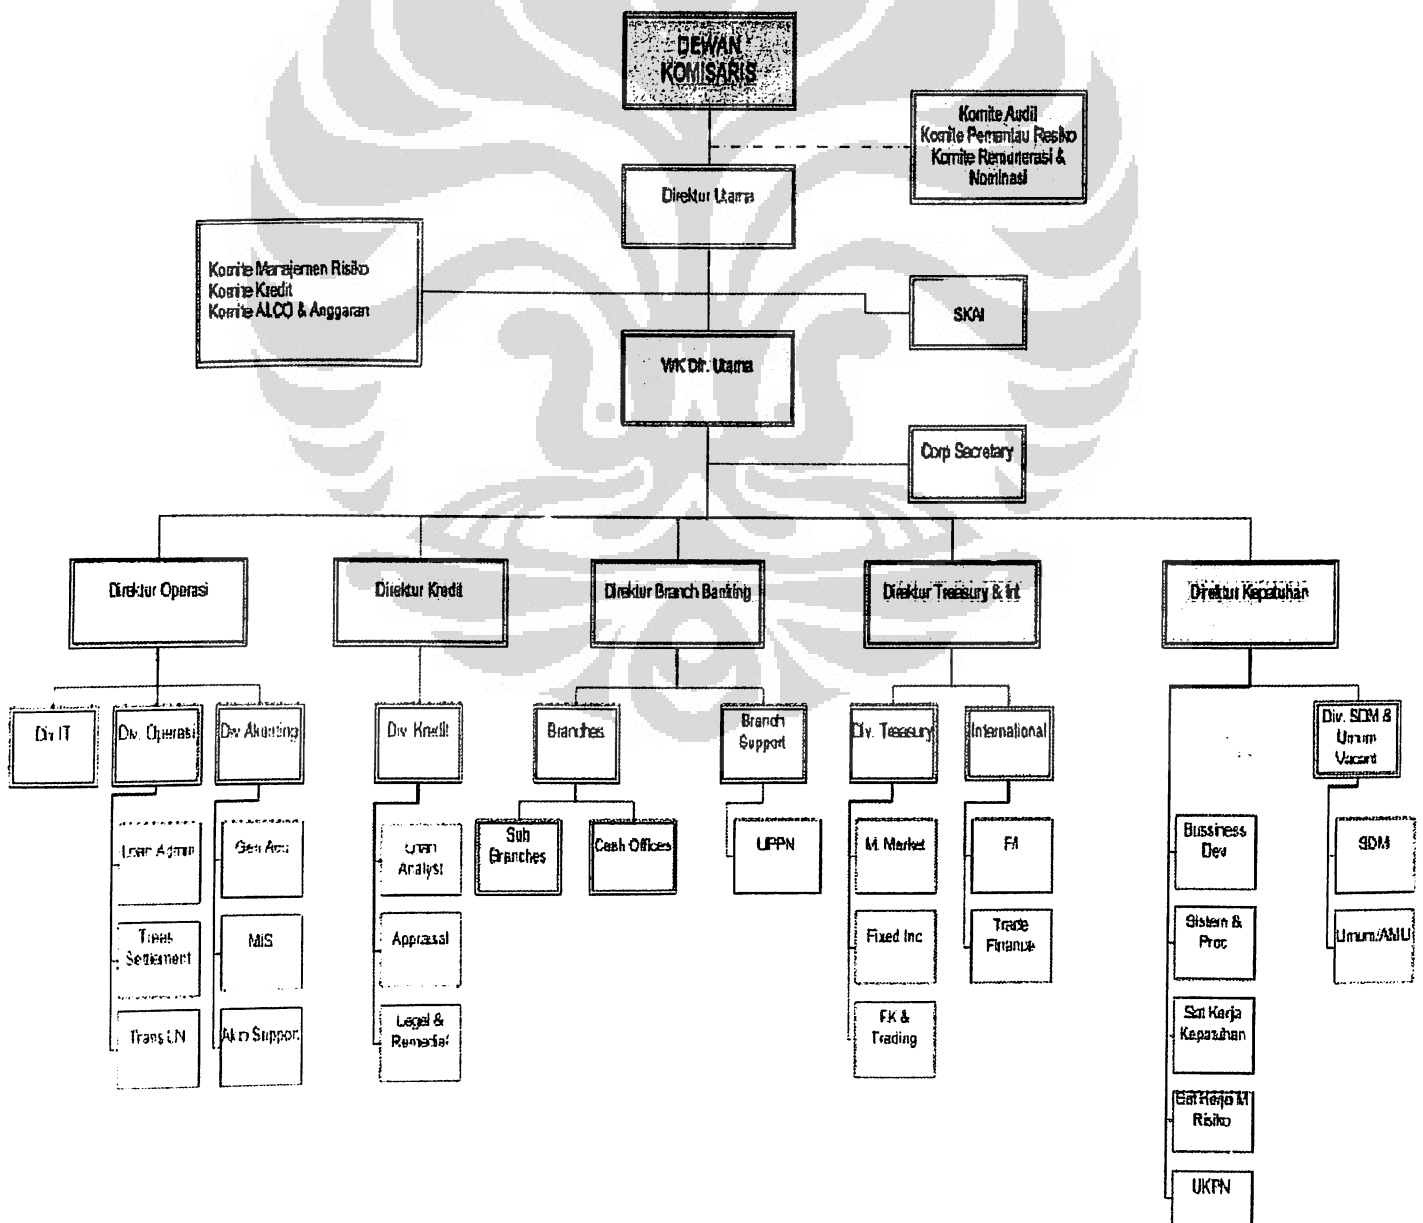 DEWAN
KOMISARIS
Komite Audit
Komite Pemantau Resiko
Komite Remunerasi &
Nominasi
Direktur Utama
Komite Manajemen Risiko
Komite Kredit
Komite ALCO & Anggaran
SKAI
WK Dir. Utama
Corp Secretary
Direktur Operasi
Direktur Kredit
Direktur Branch Banking
Direktur Treasury & Int
Direktur Kepatuhan
Div IT
Div. Operasi
Div Akunting
Div. Kredit
Branches
Branch
Support
Div. Treasury
International
Div. SDM &
Umum
Vacant
Loan Admin
Gen Acc
Loan
Analyst
Sub
Branches
Cash Offices
UPPN
M. Market
FI
Bussiness
Dev
SDM
Treas
Settlement
MIS
Appraisal
Fixed Inc
Trade
Finance
Sistem &
Proc
Umum/AMU
Trans LN
Support
Legal &
Remedial
FX &
Trading
Sat Kerja
Kepatuhan
Sat Kerja M
Risiko
UKPN